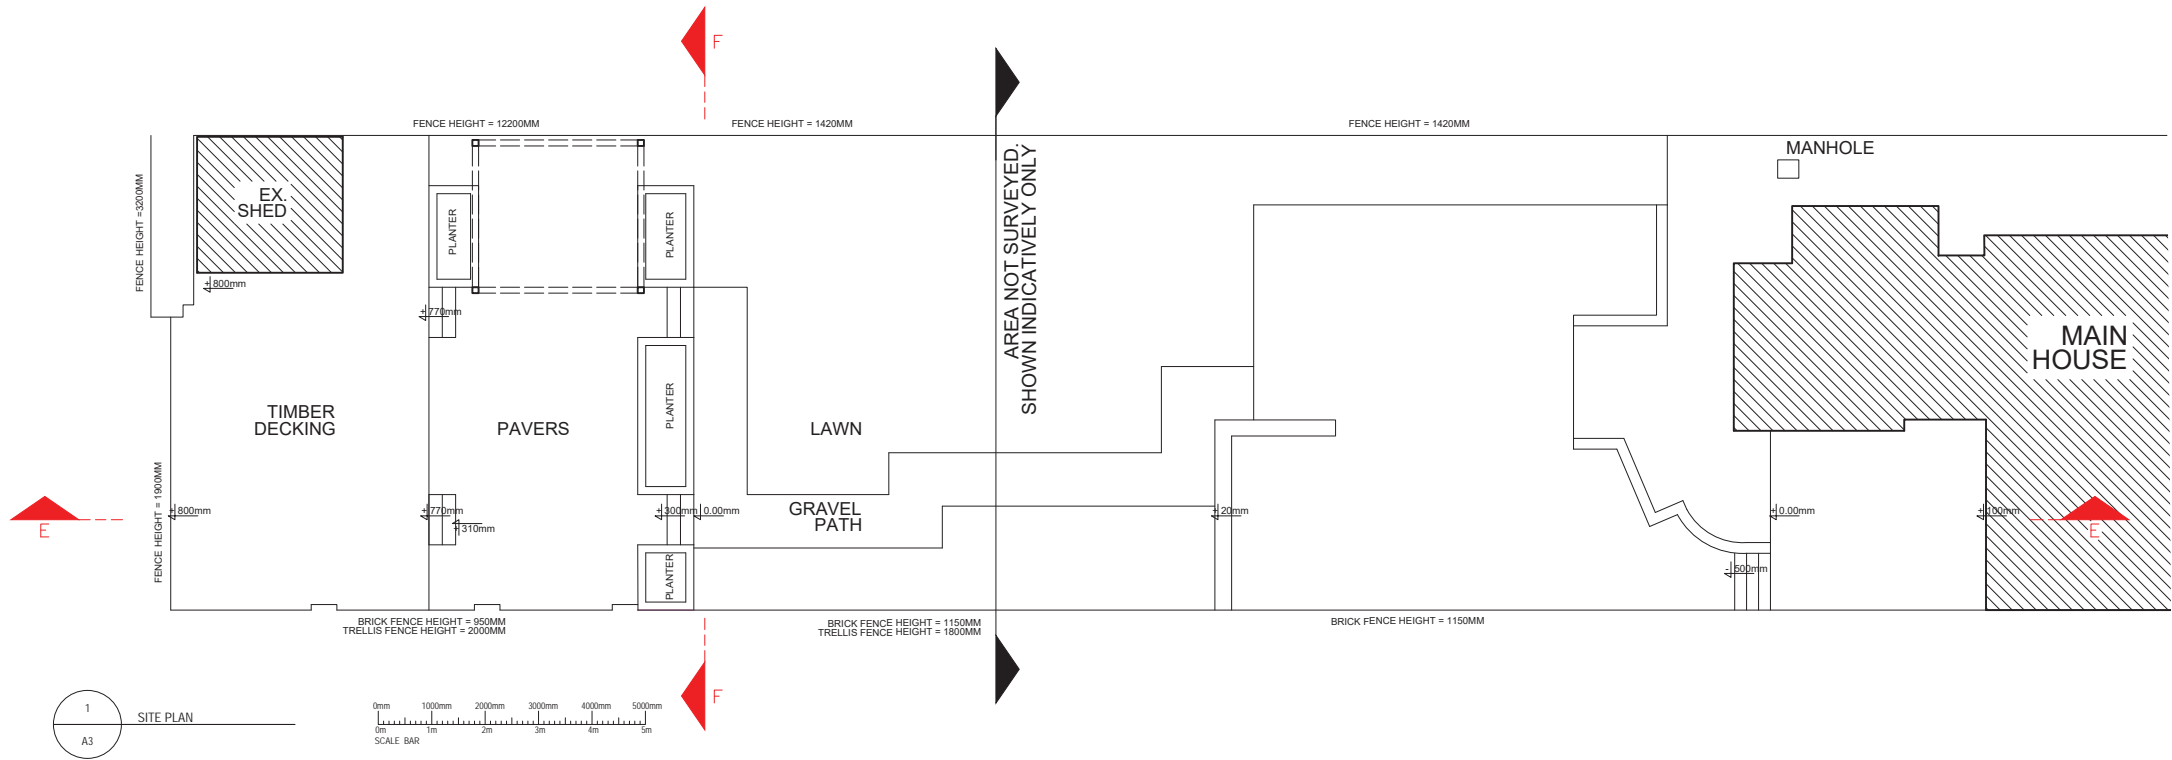 F
FENCE HEIGHT = 12200MM
FENCE HEIGHT = 1420MM
FENCE HEIGHT = 1420MM
MANHOLE
FENCE HEIGHT =3200MM
EX.
SHED
PLANTER
PLANTER
AREA NOT SURVEYED.
SHOWN INDICATIVELY ONLY
+ 800mm
+ 770mm
MAIN
HOUSE
TIMBER
DECKING
PAVERS
PLANTER
LAWN
FENCE HEIGHT = 1900MM
E
+ 800mm
+ 770mm
+ 310mm
+ 300mm
+ 0.00mm
GRAVEL
PATH
+ 20mm
+ 0.00mm
+ 100mm
E
PLANTER
- 500mm
BRICK FENCE HEIGHT = 950MM
TRELLIS FENCE HEIGHT = 2000MM
BRICK FENCE HEIGHT = 1150MM
TRELLIS FENCE HEIGHT = 1800MM
BRICK FENCE HEIGHT = 1150MM
F
1
A3
SITE PLAN
0mm 1000mm 2000mm 3000mm 4000mm 5000mm
0m 1m 2m 3m 4m 5m
SCALE BAR